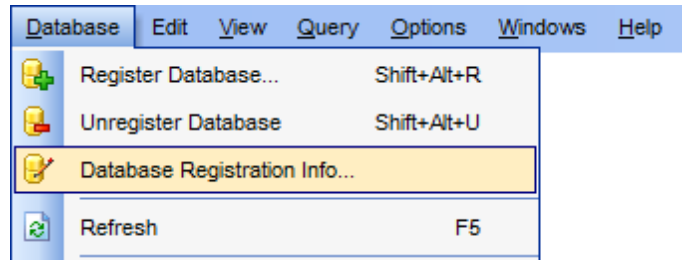 Database Edit View Query Options Windows Help
Register Database... Shift+Alt+R
Unregister Database Shift+Alt+U
Database Registration Info...
Refresh F5